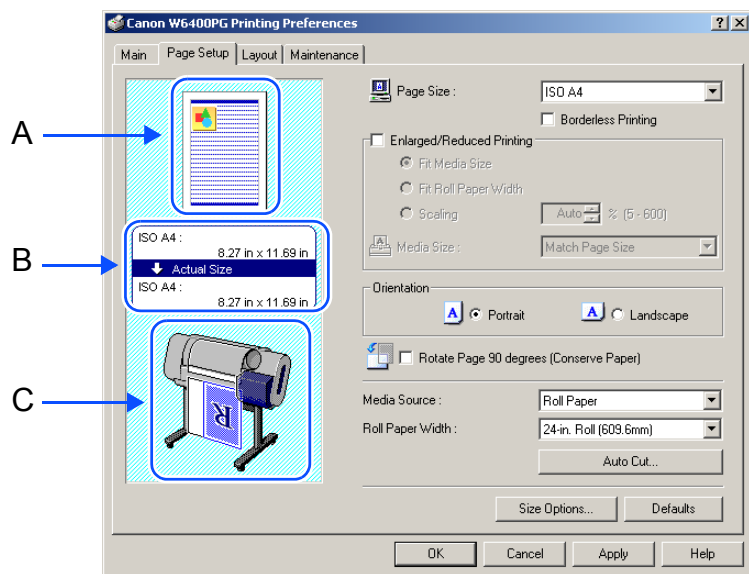 Canon W6400PG Printing Preferences
Main Page Setup Layout Maintenance
A
B
C
ISO A4 :
8.27 in x 11.69 in
Actual Size
ISO A4 :
8.27 in x 11.69 in
R
Page Size : ISO A4
Borderless Printing
Enlarged/Reduced Printing
Fit Media Size
Fit Roll Paper Width
Scaling Auto % (5 - 600)
Media Size : Match Page Size
Orientation
A Portrait A Landscape
Rotate Page 90 degrees (Conserve Paper)
Media Source : Roll Paper
Roll Paper Width : 24-in. Roll (609.6mm)
Auto Cut...
Size Options... Defaults
OK Cancel Apply Help